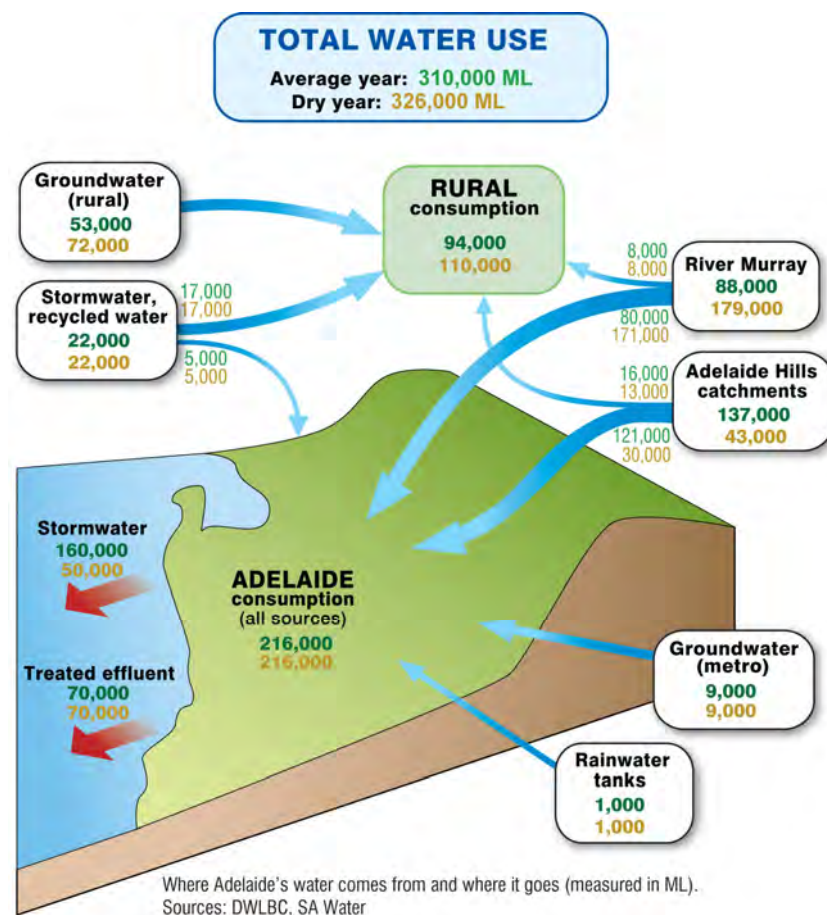 TOTAL WATER USE
Average year: 310,000 ML
Dry year: 326,000 ML
Groundwater
(rural)
53,000
72,000
RURAL
consumption
94,000
110,000
8,000
8,000
River Murray
88,000
179,000
Stormwater,
recycled water
22,000
22,000
17,000
17,000
5,000
5,000
80,000
171,000
16,000
13,000
Adelaide Hills
catchments
137,000
43,000
121,000
30,000
Stormwater
160,000
50,000
ADELAIDE
consumption
(all sources)
216,000
216,000
Treated effluent
70,000
70,000
Groundwater
(metro)
9,000
9,000
Rainwater
tanks
1,000
1,000
Where Adelaide's water comes from and where it goes (measured in ML).
Sources: DWLBC, SA Water